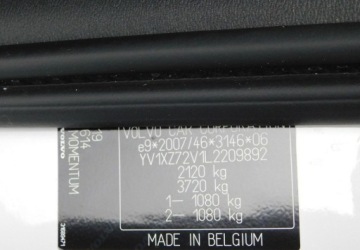 VOLVO CAR CORPORATION
e9*2007/46*3146*06
YV1XZ72V1L2209892
2120 kg
3720 kg
1– 1080 kg
2– 1080 kg
MADE IN BELGIUM
MOMENTUM
614
VOLVO